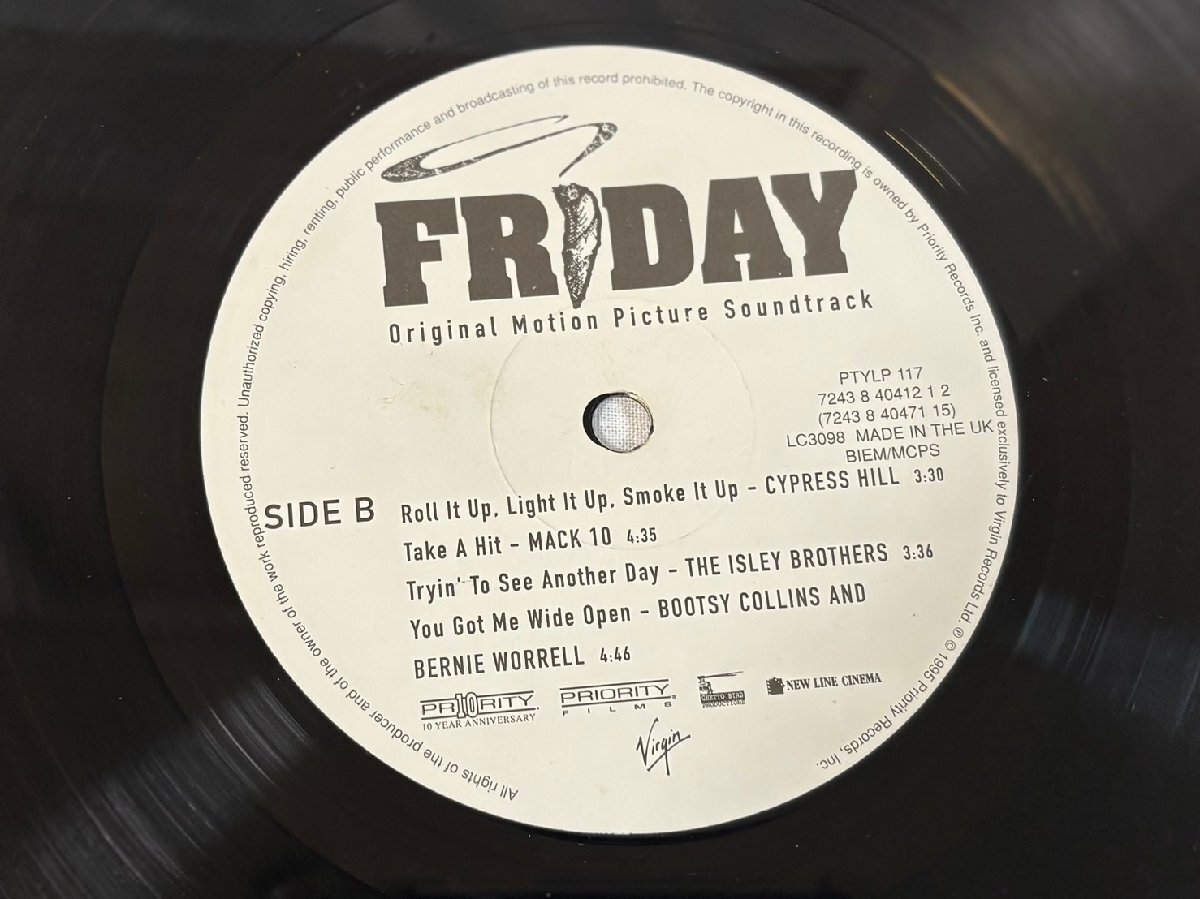 All rights of the producer and of the owner of the work reproduced reserved. Unauthorized copying, hiring, renting, public performance and broadcasting of this record prohibited. The copyright in this recording is owned by Priority Records Inc. and licensed exclusively to Virgin Records Ltd. ℗ © 1995 Priority Records, Inc.
FRIDAY
Original Motion Picture Soundtrack
PTYLP 117
7243 8 40412 1 2
(7243 8 40471 15)
LC3098 MADE IN THE UK
BIEM/MCPS
SIDE B
Roll It Up, Light It Up, Smoke It Up – CYPRESS HILL 3:30
Take A Hit – MACK 10 4:35
Tryin' To See Another Day – THE ISLEY BROTHERS 3:36
You Got Me Wide Open – BOOTSY COLLINS AND
BERNIE WORRELL 4:46
PR10RITY
10 YEAR ANNIVERSARY
PRIORITY
FILMS
GHETTO BIRD
PRODUCTIONS
NEW LINE CINEMA
Virgin